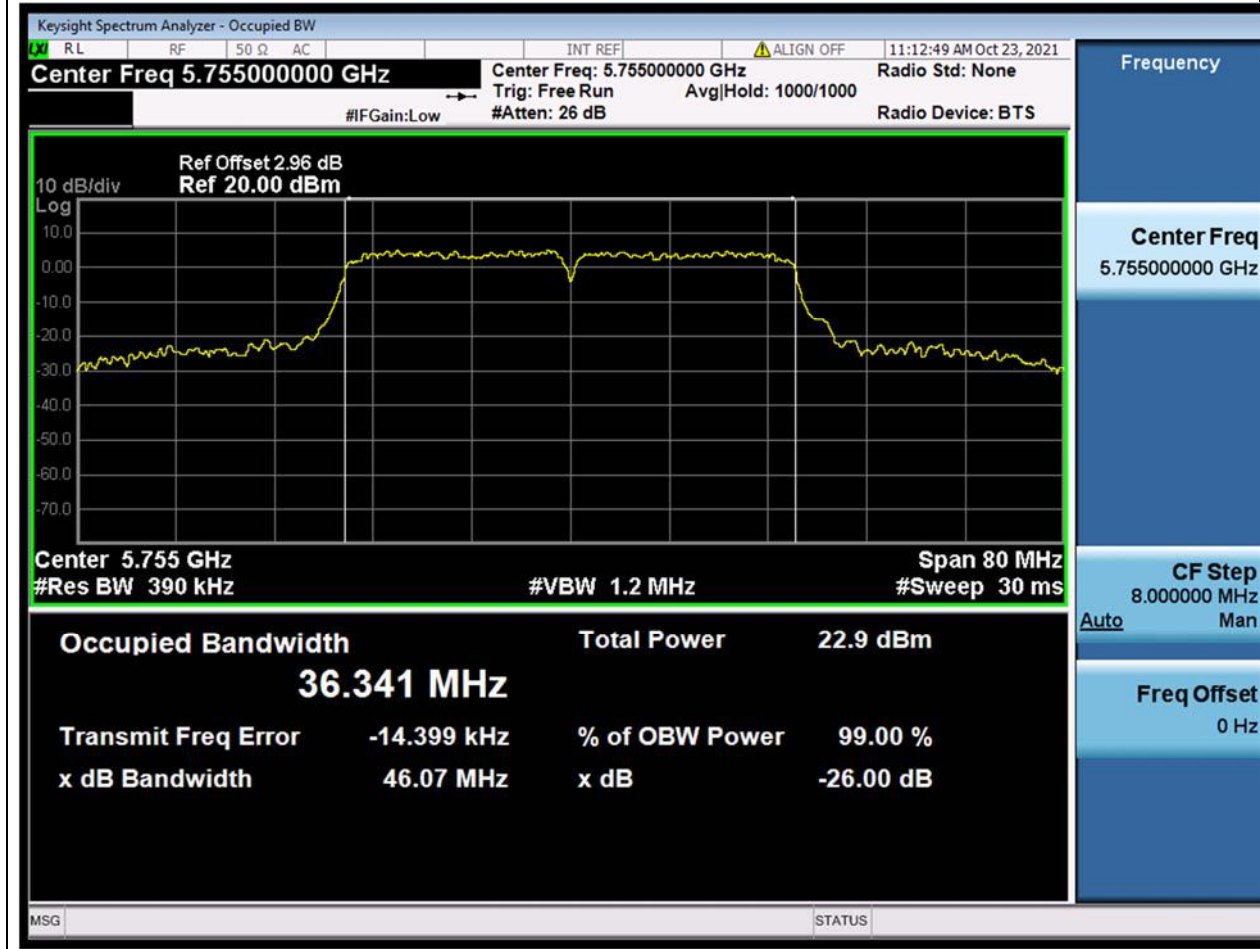 Keysight Spectrum Analyzer - Occupied BW
LXI RL RF 50 Ω AC INT REF ALIGN OFF 11:12:49 AM Oct 23, 2021
Center Freq 5.755000000 GHz
Center Freq: 5.755000000 GHz Radio Std: None
Trig: Free Run Avg|Hold: 1000/1000
#IFGain:Low #Atten: 26 dB Radio Device: BTS
Ref Offset 2.96 dB
10 dB/div Ref 20.00 dBm
Log
10.0
0.00
-10.0
-20.0
-30.0
-40.0
-50.0
-60.0
-70.0
Center 5.755 GHz Span 80 MHz
#Res BW 390 kHz #VBW 1.2 MHz #Sweep 30 ms
Occupied Bandwidth Total Power 22.9 dBm
36.341 MHz
Transmit Freq Error -14.399 kHz % of OBW Power 99.00 %
x dB Bandwidth 46.07 MHz x dB -26.00 dB
MSG STATUS
Frequency
Center Freq
5.755000000 GHz
CF Step
8.000000 MHz
Auto Man
Freq Offset
0 Hz